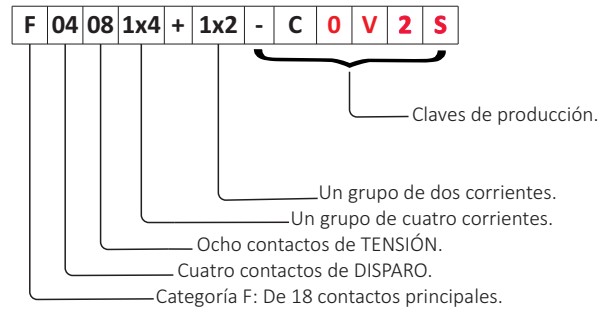 F 04 08 1x4 + 1x2 - C 0 V 2 S
Claves de producción.
Un grupo de dos corrientes.
Un grupo de cuatro corrientes.
Ocho contactos de TENSIÓN.
Cuatro contactos de DISPARO.
Categoría F: De 18 contactos principales.